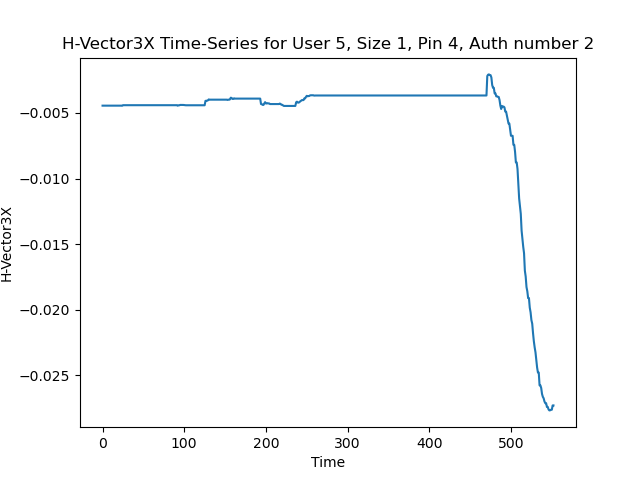 H-Vector3X Time-Series for User 5, Size 1, Pin 4, Auth number 2
H-Vector3X
−0.005
−0.010
−0.015
−0.020
−0.025
0 100 200 300 400 500
Time